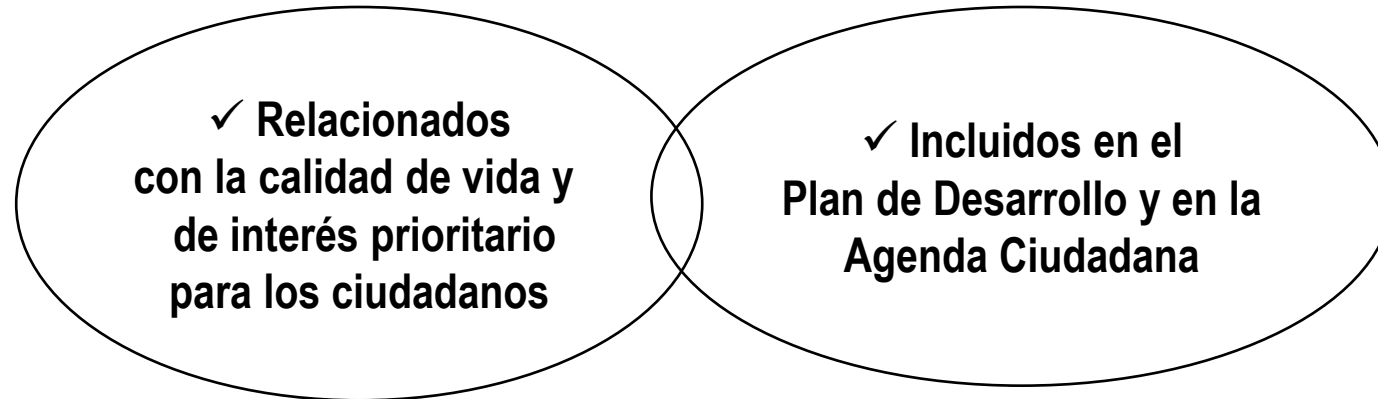 ✓ Relacionados
con la calidad de vida y
de interés prioritario
para los ciudadanos
✓ Incluidos en el
Plan de Desarrollo y en la
Agenda Ciudadana